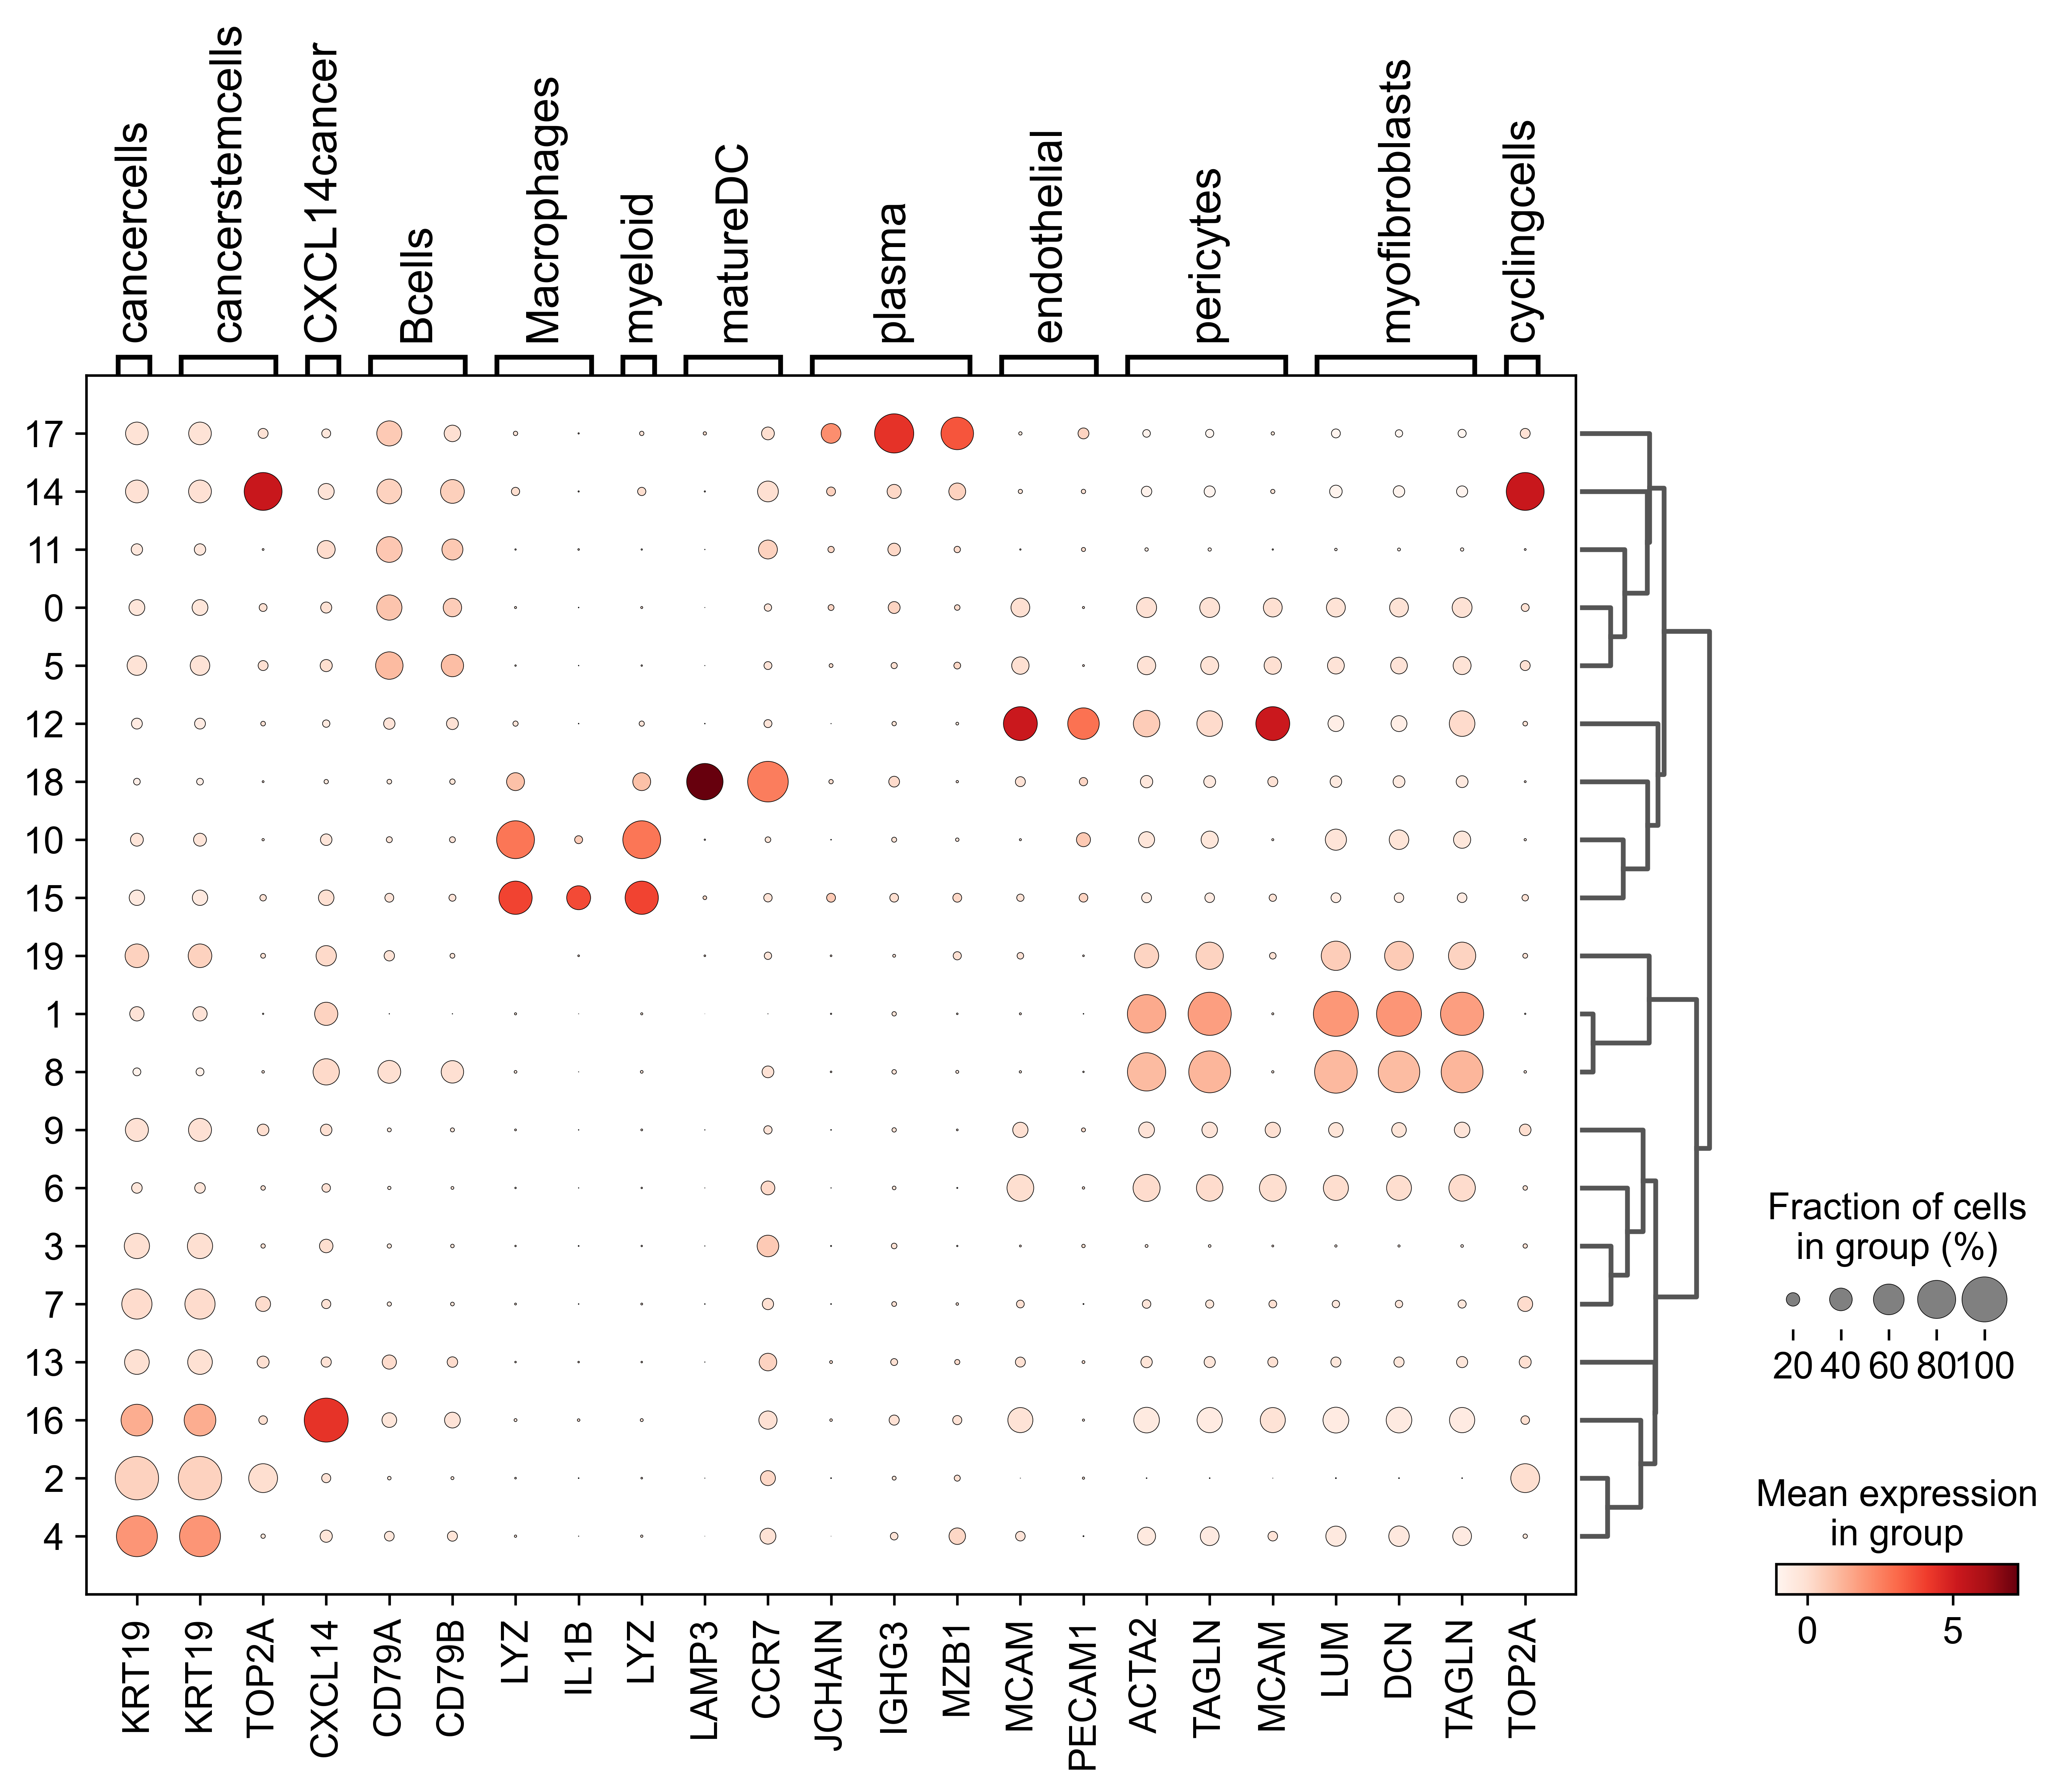 cancercells
cancerstemcells
CXCL14cancer
Bcells
Macrophages
myeloid
matureDC
plasma
endothelial
pericytes
myofibroblasts
cyclingcells
17
14
11
0
5
12
18
10
15
19
1
8
9
6
3
7
13
16
2
4
KRT19
KRT19
TOP2A
CXCL14
CD79A
CD79B
LYZ
IL1B
LYZ
LAMP3
CCR7
JCHAIN
IGHG3
MZB1
MCAM
PECAM1
ACTA2
TAGLN
MCAM
LUM
DCN
TAGLN
TOP2A
Fraction of cells
in group (%)
20 40 60 80 100
Mean expression
in group
0 5